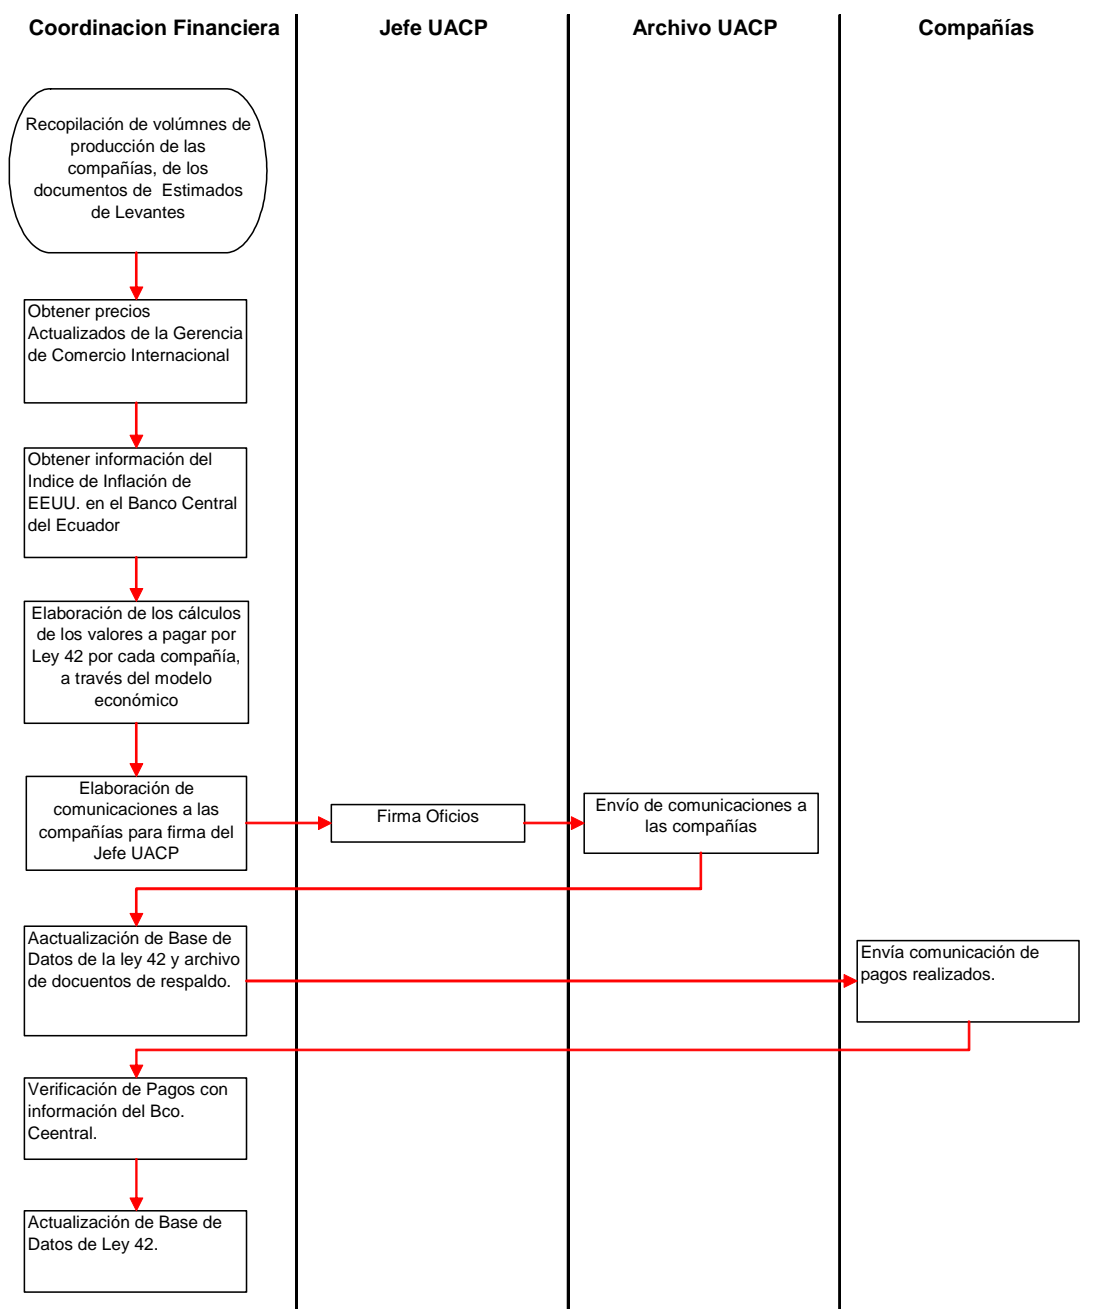 Coordinacion Financiera
Jefe UACP
Archivo UACP
Compañías
Recopilación de volúmnes de
producción de las
compañías, de los
documentos de Estimados
de Levantes
Obtener precios
Actualizados de la Gerencia
de Comercio Internacional
Obtener información del
Indice de Inflación de
EEUU. en el Banco Central
del Ecuador
Elaboración de los cálculos
de los valores a pagar por
Ley 42 por cada compañía,
a través del modelo
económico
Elaboración de
comunicaciones a las
compañías para firma del
Jefe UACP
Firma Oficios
Envío de comunicaciones a
las compañías
Aactualización de Base de
Datos de la ley 42 y archivo
de docuentos de respaldo.
Envía comunicación de
pagos realizados.
Verificación de Pagos con
información del Bco.
Ceentral.
Actualización de Base de
Datos de Ley 42.